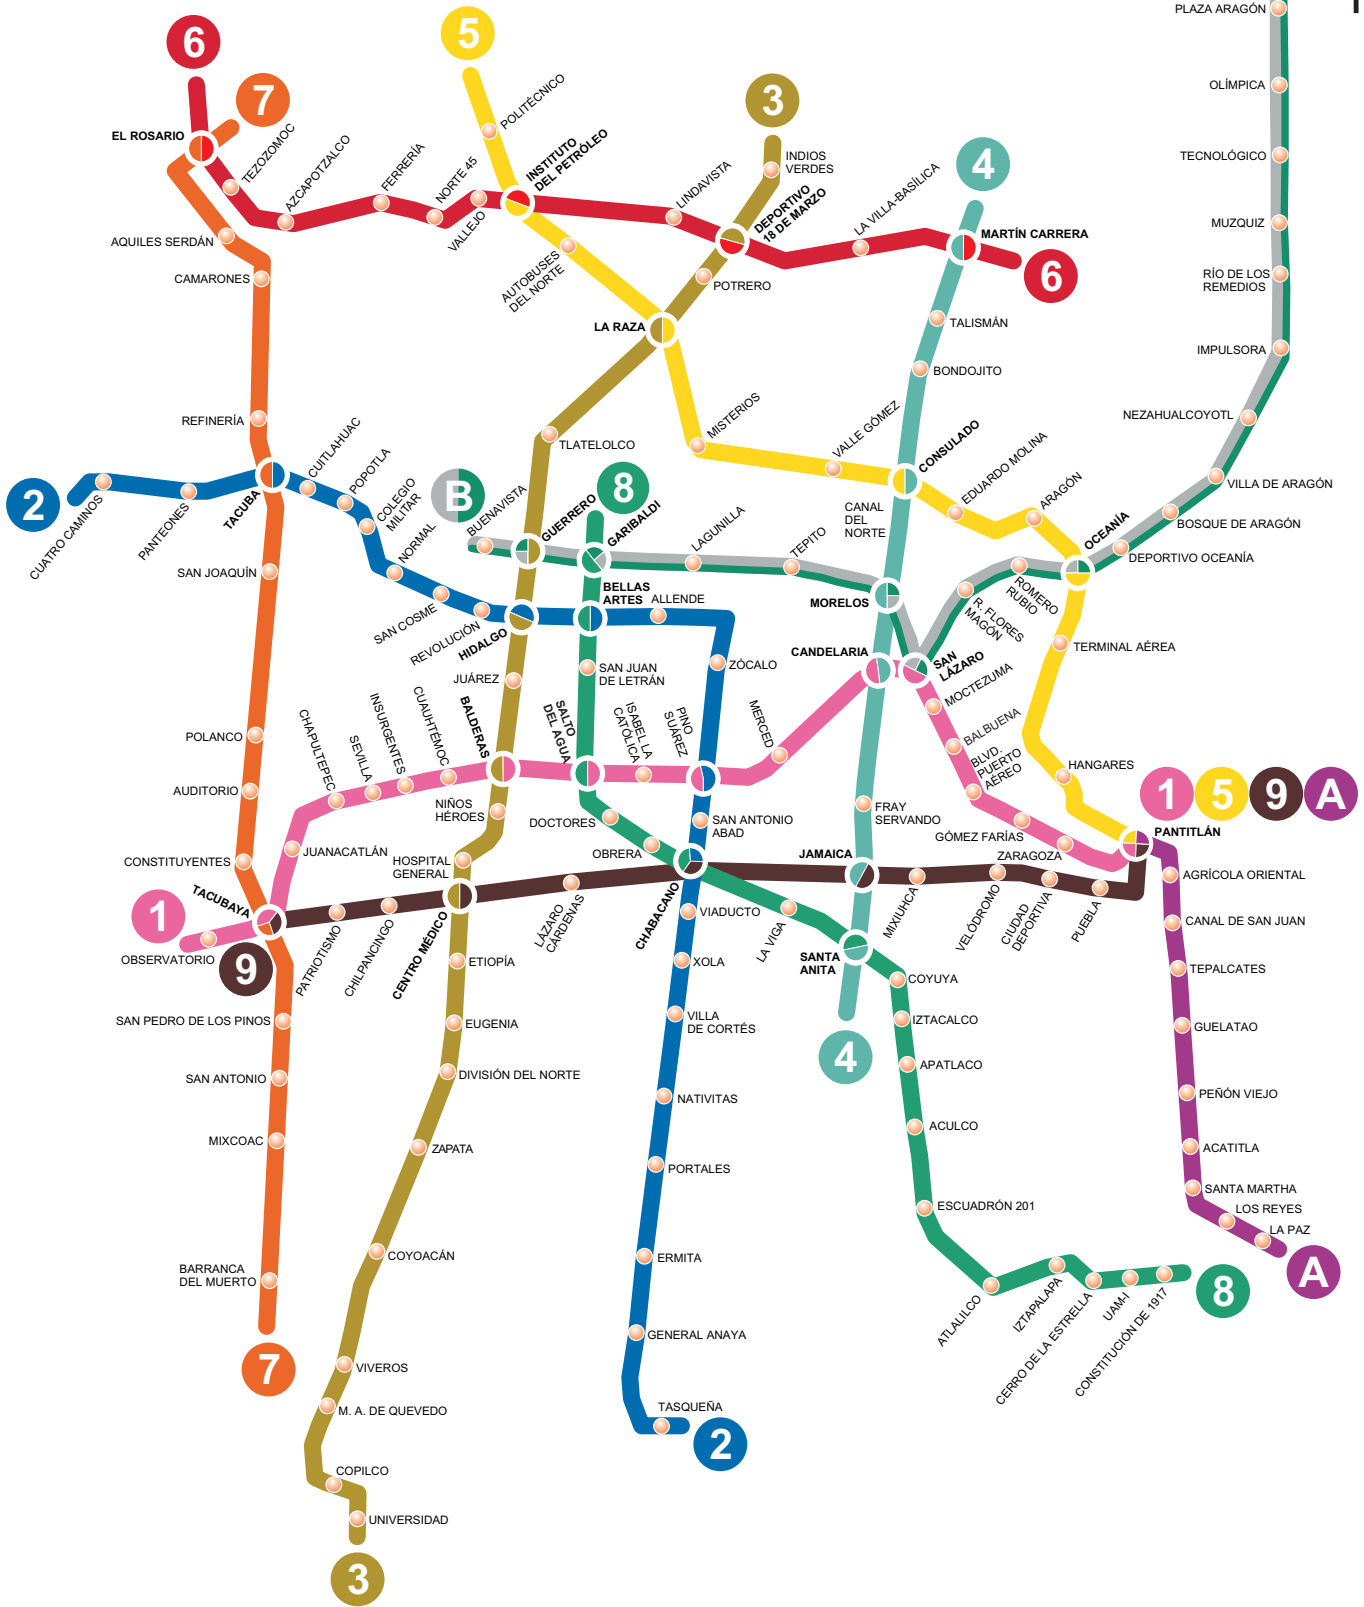 PLAZA ARAGÓN
OLÍMPICA
TECNOLÓGICO
MUZQUIZ
RÍO DE LOS
REMEDIOS
IMPULSORA
NEZAHUALCOYOTL
VILLA DE ARAGÓN
BOSQUE DE ARAGÓN
DEPORTIVO OCEANÍA
OCEANÍA
ROMERO
RUBIO
R. FLORES
MAGÓN
SAN
LÁZARO
MORELOS
TEPITO
LAGUNILLA
GARIBALDI
GUERRERO
BUENAVISTA
B
8
6
EL ROSARIO
TEZOZOMOC
AZCAPOTZALCO
FERRERÍA
NORTE 45
VALLEJO
INSTITUTO
DEL PETRÓLEO
LINDAVISTA
DEPORTIVO
18 DE MARZO
LA VILLA-BASÍLICA
MARTÍN CARRERA
6
7
AQUILES SERDÁN
CAMARONES
REFINERÍA
TACUBA
SAN JOAQUÍN
POLANCO
AUDITORIO
CONSTITUYENTES
TACUBAYA
SAN PEDRO DE LOS PINOS
SAN ANTONIO
MIXCOAC
BARRANCA
DEL MUERTO
7
5
POLITÉCNICO
AUTOBUSES
DEL NORTE
LA RAZA
MISTERIOS
VALLE GÓMEZ
CONSULADO
EDUARDO MOLINA
ARAGÓN
TERMINAL AÉREA
HANGARES
PANTITLÁN
1
5
9
A
3
INDIOS
VERDES
POTRERO
TLATELOLCO
HIDALGO
JUÁREZ
BALDERAS
NIÑOS
HÉROES
HOSPITAL
GENERAL
CENTRO MÉDICO
ETIOPÍA
EUGENIA
DIVISIÓN DEL NORTE
ZAPATA
COYOACÁN
VIVEROS
M. A. DE QUEVEDO
COPILCO
UNIVERSIDAD
3
4
TALISMÁN
BONDOJITO
CANAL
DEL
NORTE
CANDELARIA
FRAY
SERVANDO
JAMAICA
SANTA
ANITA
4
2
CUATRO CAMINOS
PANTEONES
CUITLAHUAC
POPOTLA
COLEGIO
MILITAR
NORMAL
SAN COSME
REVOLUCIÓN
BELLAS
ARTES
ALLENDE
ZÓCALO
PINO
SUÁREZ
SAN ANTONIO
ABAD
CHABACANO
VIADUCTO
XOLA
VILLA
DE CORTÉS
NATIVITAS
PORTALES
ERMITA
GENERAL ANAYA
TASQUEÑA
2
1
OBSERVATORIO
JUANACATLÁN
CHAPULTEPEC
SEVILLA
INSURGENTES
CUAUHTÉMOC
SALTO
DEL AGUA
ISABEL LA
CATÓLICA
MERCED
MOCTEZUMA
BALBUENA
BLVD.
PUERTO
AÉREO
GÓMEZ FARÍAS
ZARAGOZA
9
PATRIOTISMO
CHILPANCINGO
LÁZARO
CÁRDENAS
MIXIUHCA
VELÓDROMO
CIUDAD
DEPORTIVA
PUEBLA
SAN JUAN
DE LETRÁN
DOCTORES
OBRERA
LA VIGA
COYUYA
IZTACALCO
APATLACO
ACULCO
ESCUADRÓN 201
ATLALILCO
IZTAPALAPA
CERRO DE LA ESTRELLA
UAM-I
CONSTITUCIÓN DE 1917
8
AGRÍCOLA ORIENTAL
CANAL DE SAN JUAN
TEPALCATES
GUELATAO
PEÑÓN VIEJO
ACATITLA
SANTA MARTHA
LOS REYES
LA PAZ
A